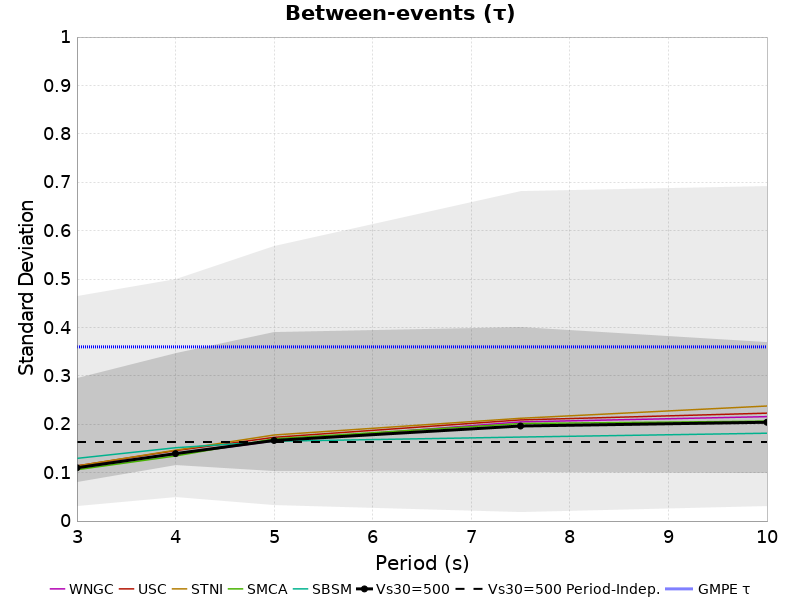 Between-events (τ)
1
0.9
0.8
0.7
0.6
0.5
0.4
0.3
0.2
0.1
0
Standard Deviation
3 4 5 6 7 8 9 10
Period (s)
WNGC USC STNI SMCA SBSM Vs30=500 Vs30=500 Period-Indep. GMPE τ